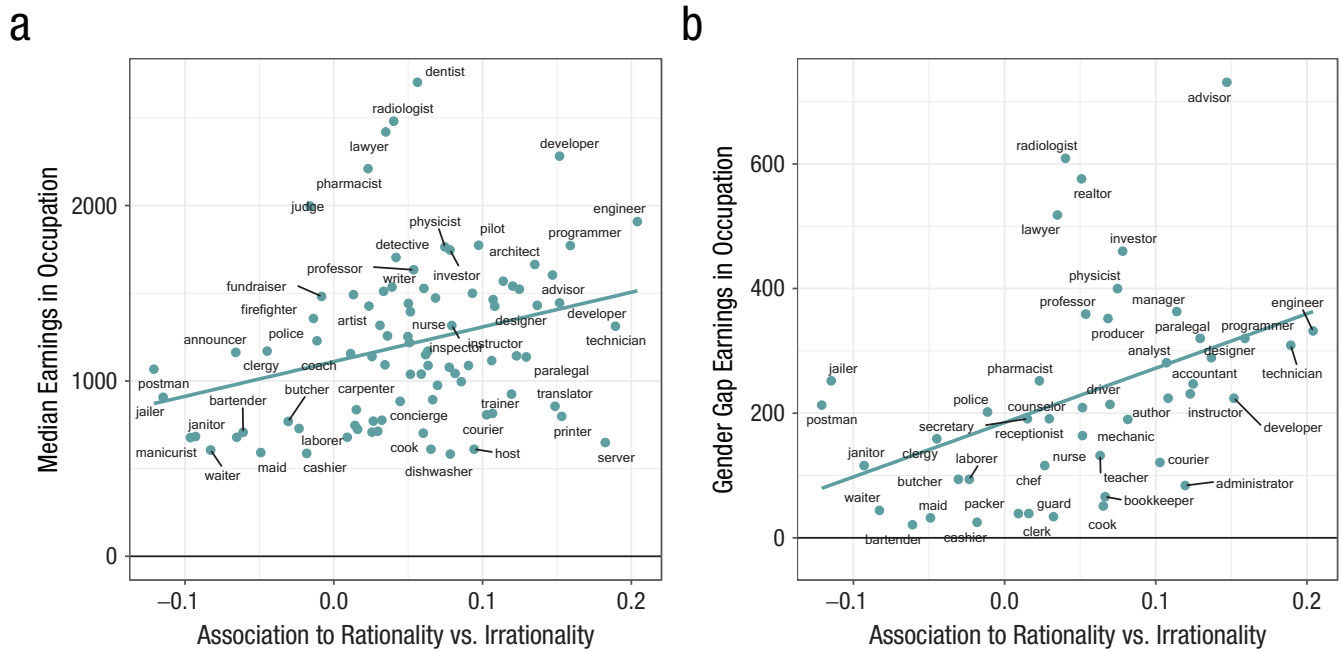 a
b
Median Earnings in Occupation
2000
1000
0
−0.1
0.0
0.1
0.2
Association to Rationality vs. Irrationality
dentist
radiologist
lawyer
developer
pharmacist
judge
engineer
physicist
pilot
programmer
detective
architect
professor
writer
investor
fundraiser
advisor
firefighter
artist
nurse
designer
developer
police
technician
announcer
inspector
instructor
clergy
coach
paralegal
postman
butcher
carpenter
translator
jailer
bartender
trainer
concierge
janitor
courier
laborer
printer
manicurist
cook
host
waiter
maid
cashier
dishwasher
server
Gender Gap Earnings in Occupation
600
400
200
0
−0.1
0.0
0.1
0.2
Association to Rationality vs. Irrationality
advisor
radiologist
realtor
lawyer
investor
physicist
professor
manager
engineer
producer
paralegal
programmer
analyst
designer
jailer
pharmacist
accountant
technician
driver
police
counselor
author
instructor
postman
secretary
receptionist
mechanic
developer
janitor
clergy
laborer
nurse
courier
butcher
chef
teacher
administrator
waiter
maid
packer
guard
bookkeeper
bartender
cashier
clerk
cook